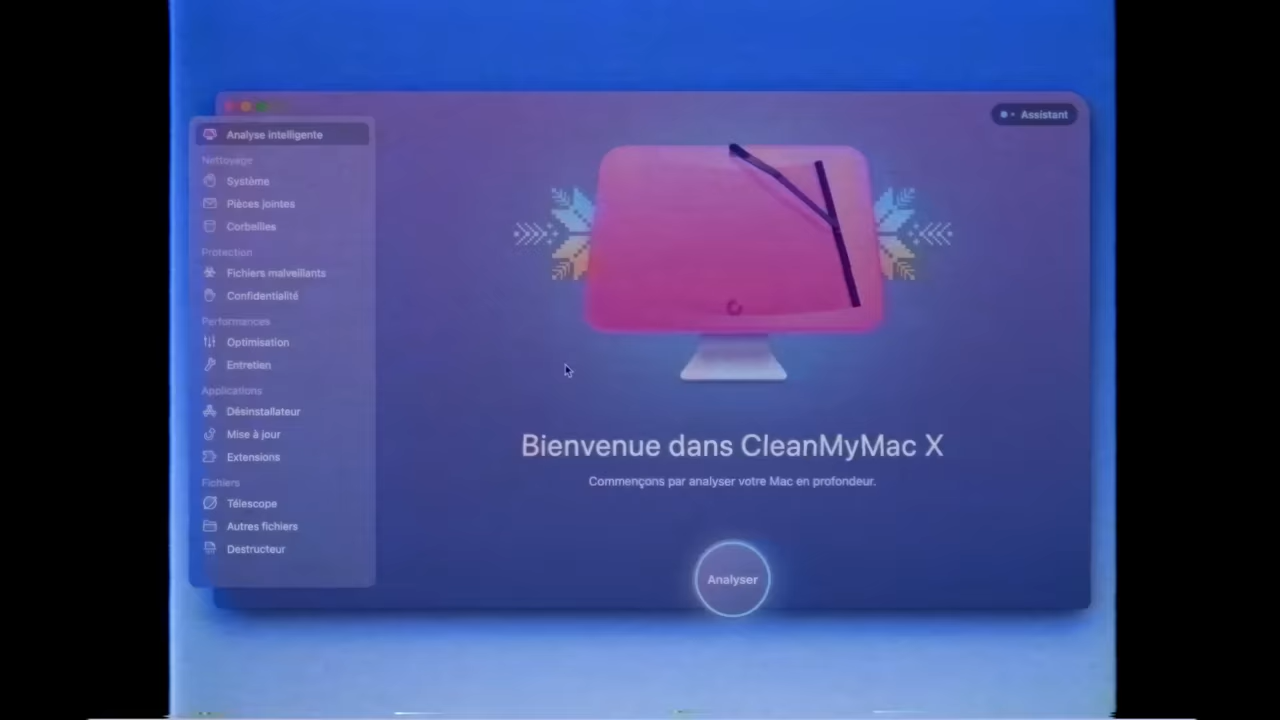 Assistant
Analyse intelligente
Nettoyage
Système
Pièces jointes
Corbeilles
Protection
Fichiers malveillants
Confidentialité
Performances
Optimisation
Entretien
Applications
Désinstallateur
Mise à jour
Extensions
Fichiers
Télescope
Autres fichiers
Destructeur
Bienvenue dans CleanMyMac X
Commençons par analyser votre Mac en profondeur.
Analyser